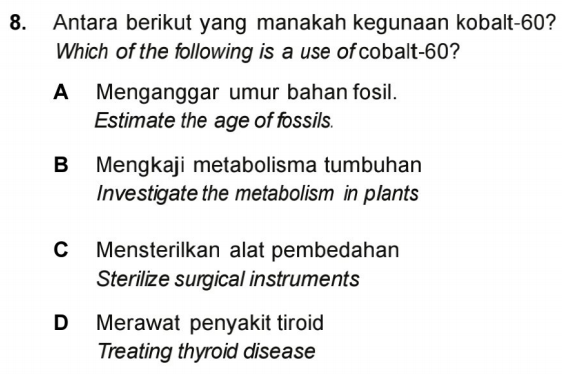 8. Antara berikut yang manakah kegunaan kobalt-60?
Which of the following is a use of cobalt-60?
A Menganggar umur bahan fosil.
Estimate the age of fossils.
B Mengkaji metabolisma tumbuhan
Investigate the metabolism in plants
C Mensterilkan alat pembedahan
Sterilize surgical instruments
D Merawat penyakit tiroid
Treating thyroid disease